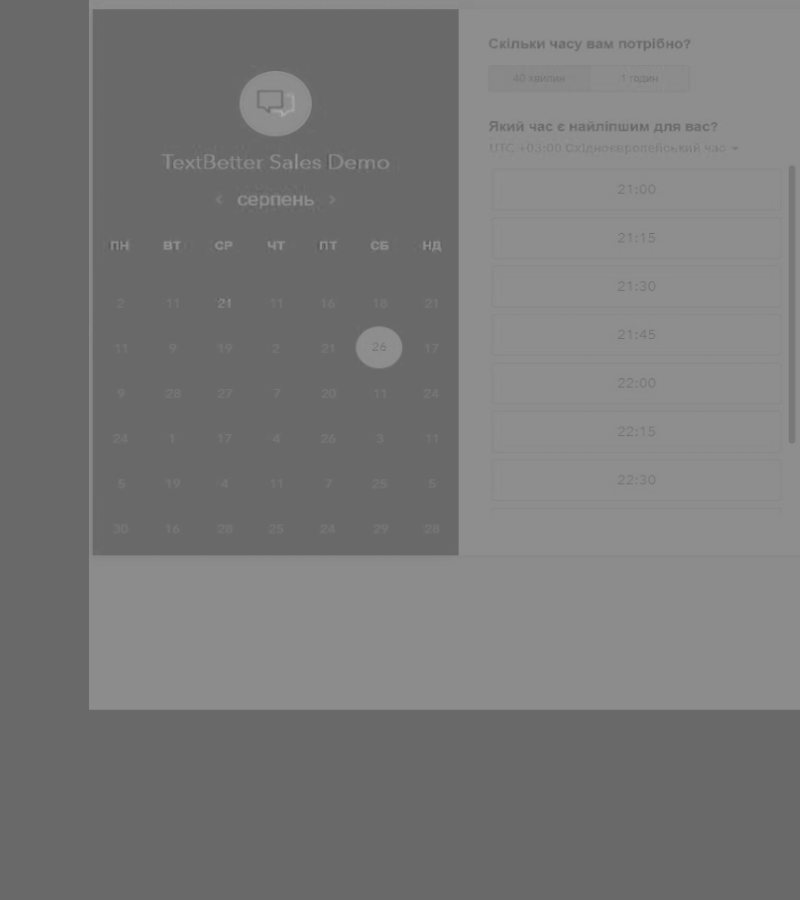 TextBetter Sales Demo
‹ серпень ›
ПН ВТ СР ЧТ ПТ СБ НД
2 11 21 11 16 18 21
11 9 19 2 21 26 17
9 28 27 7 20 11 24
24 1 17 4 26 3 11
5 19 4 11 7 25 5
30 16 28 25 24 29 28
Скільки часу вам потрібно?
40 хвилин 1 годин
Який час є найліпшим для вас?
UTC +03:00 Східноєвропейський час
21:00
21:15
21:30
21:45
22:00
22:15
22:30